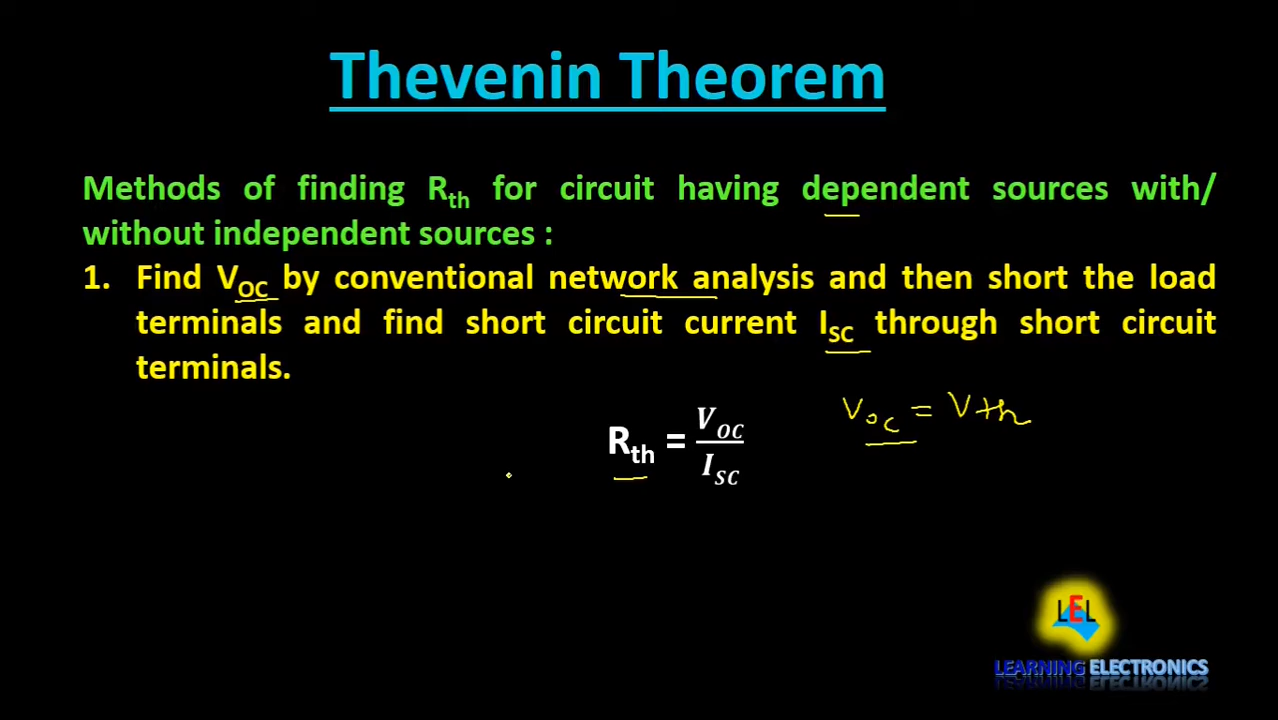 Thevenin Theorem
Methods of finding Rth for circuit having dependent sources with/
without independent sources :
1. Find VOC by conventional network analysis and then short the load
terminals and find short circuit current ISC through short circuit
terminals.
Rth = VOC / ISC
Voc = Vth
LEL
LEARNING ELECTRONICS